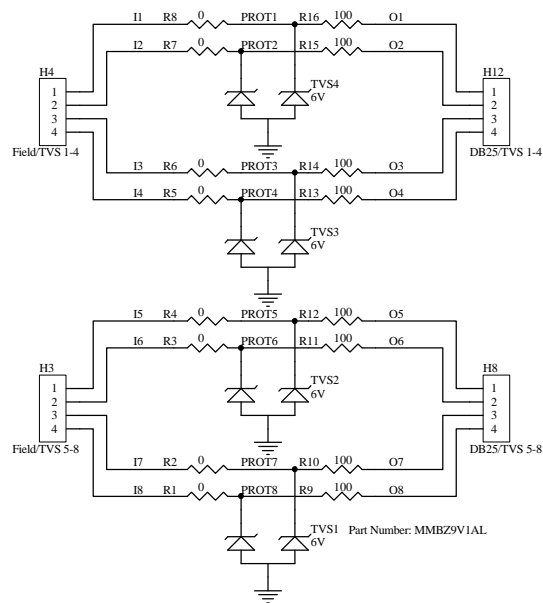 I1 R8 0 PROT1 R16 100 O1
I2 R7 0 PROT2 R15 100 O2
H4
1
2
3
4
Field/TVS 1-4
TVS4
6V
H12
1
2
3
4
DB25/TVS 1-4
I3 R6 0 PROT3 R14 100 O3
I4 R5 0 PROT4 R13 100 O4
TVS3
6V
I5 R4 0 PROT5 R12 100 O5
I6 R3 0 PROT6 R11 100 O6
H3
1
2
3
4
Field/TVS 5-8
TVS2
6V
H8
1
2
3
4
DB25/TVS 5-8
I7 R2 0 PROT7 R10 100 O7
I8 R1 0 PROT8 R9 100 O8
TVS1 Part Number: MMBZ9V1AL
6V